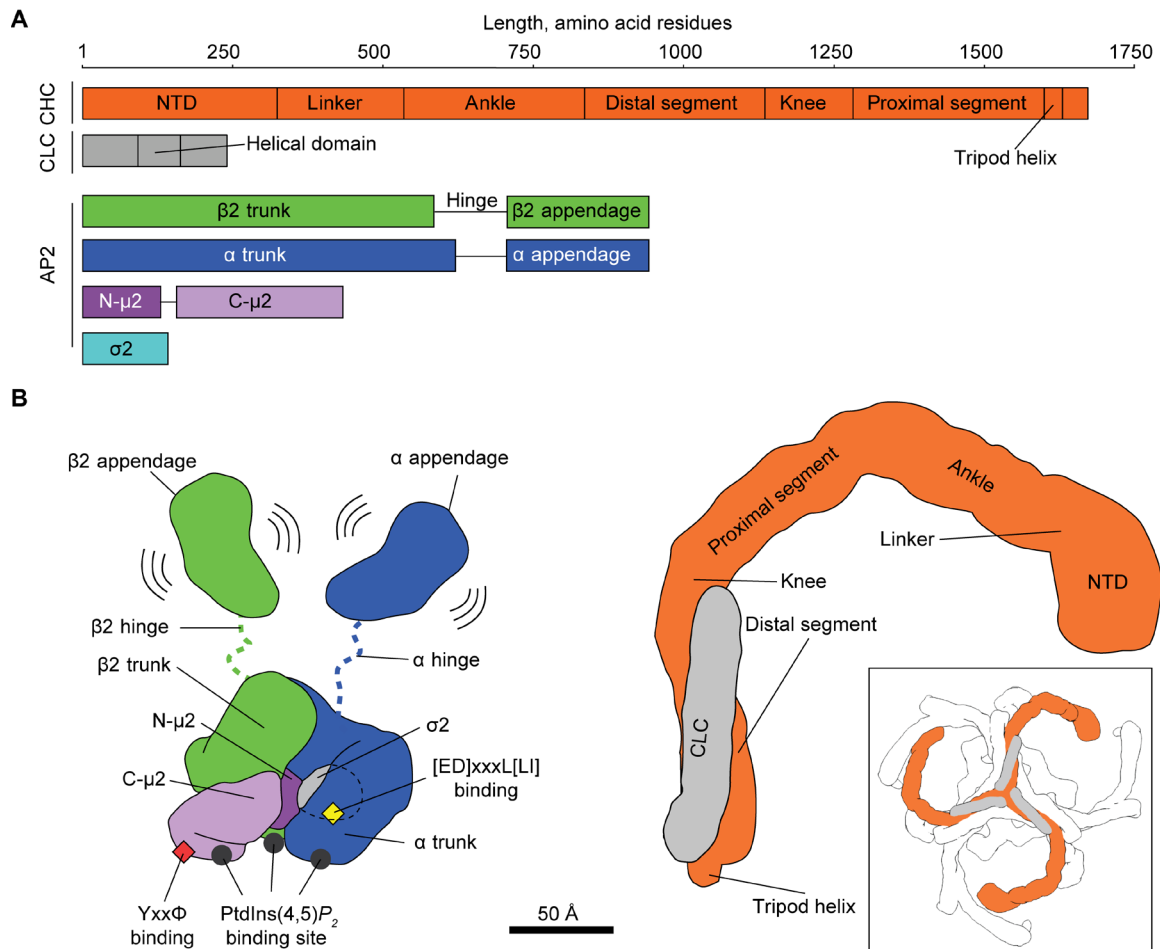 A
Length, amino acid residues
1 250 500 750 1000 1250 1500 1750
CHC
NTD Linker Ankle Distal segment Knee Proximal segment
Tripod helix
CLC
Helical domain
AP2
β2 trunk Hinge β2 appendage
α trunk α appendage
N-μ2 C-μ2
σ2
B
β2 appendage
α appendage
β2 hinge
α hinge
β2 trunk
N-μ2
σ2
C-μ2
[ED]xxxL[LI]
binding
α trunk
YxxΦ
binding
PtdIns(4,5)P2
binding site
50 Å
Proximal segment
Ankle
Linker
NTD
Knee
Distal segment
CLC
Tripod helix